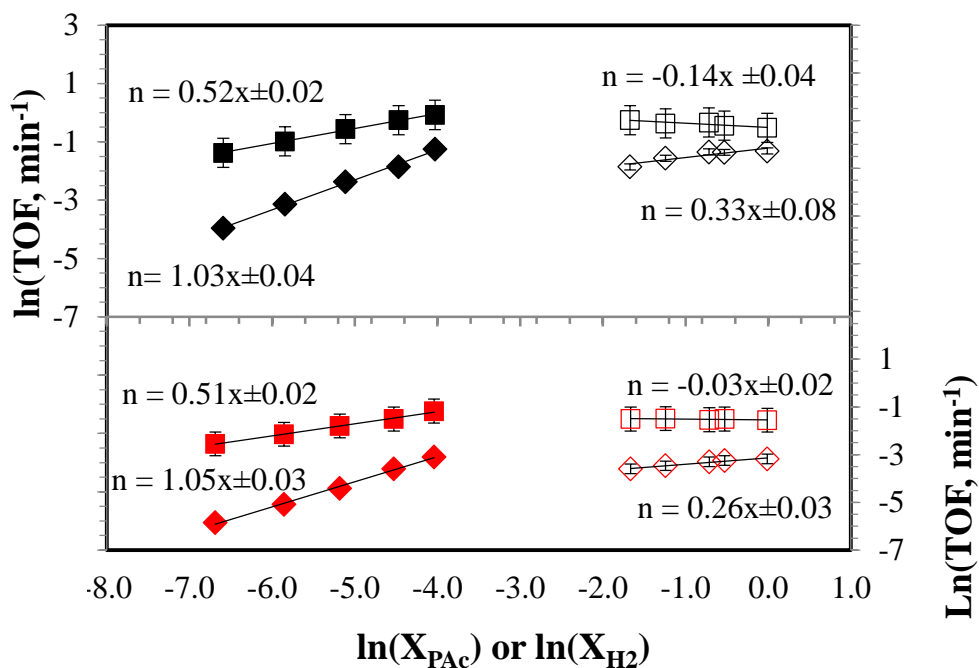 3
1
-1
-3
-5
-7
ln(TOF, min-1)
n = 0.52x±0.02
n = -0.14x ±0.04
n= 1.03x±0.04
n = 0.33x±0.08
n = 0.51x±0.02
n = -0.03x±0.02
n = 1.05x±0.03
n = 0.26x±0.03
1
-1
-3
-5
-7
Ln(TOF, min-1)
-8.0 -7.0 -6.0 -5.0 -4.0 -3.0 -2.0 -1.0 0.0 1.0
ln(XPAc) or ln(XH2)